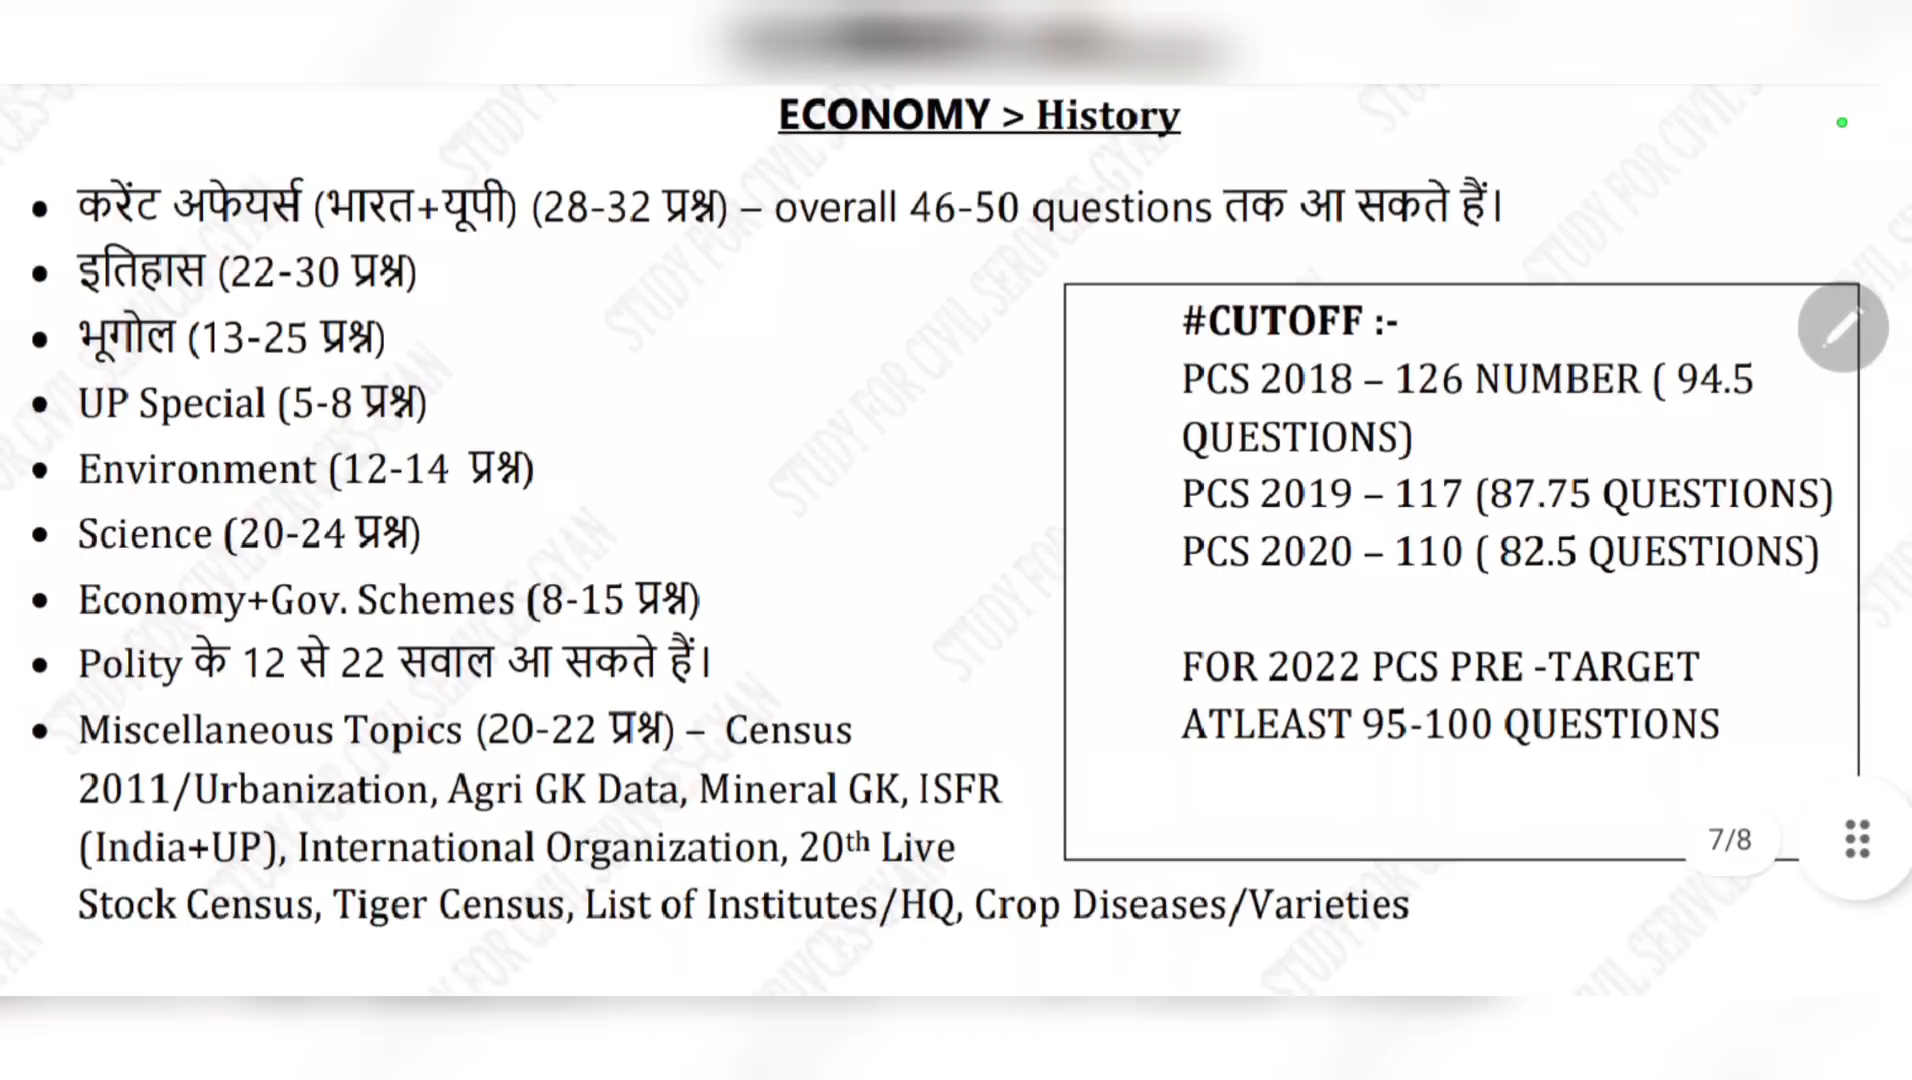 ECONOMY > History
• करेंट अफेयर्स (भारत+यूपी) (28-32 प्रश्न) – overall 46-50 questions तक आ सकते हैं।
• इतिहास (22-30 प्रश्न)
• भूगोल (13-25 प्रश्न)
• UP Special (5-8 प्रश्न)
• Environment (12-14 प्रश्न)
• Science (20-24 प्रश्न)
• Economy+Gov. Schemes (8-15 प्रश्न)
• Polity के 12 से 22 सवाल आ सकते हैं।
• Miscellaneous Topics (20-22 प्रश्न) – Census
2011/Urbanization, Agri GK Data, Mineral GK, ISFR
(India+UP), International Organization, 20th Live
Stock Census, Tiger Census, List of Institutes/HQ, Crop Diseases/Varieties
#CUTOFF :-
PCS 2018 – 126 NUMBER ( 94.5
QUESTIONS)
PCS 2019 – 117 (87.75 QUESTIONS)
PCS 2020 – 110 ( 82.5 QUESTIONS)
FOR 2022 PCS PRE -TARGET
ATLEAST 95-100 QUESTIONS
7/8
STUDY FOR CIVIL SERIVCES-GYAN